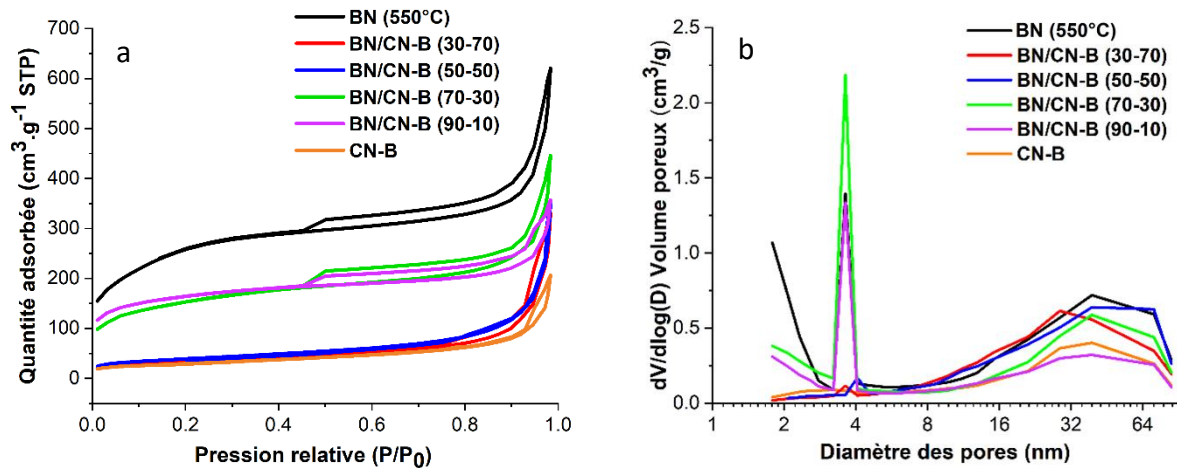 a
BN (550°C)
BN/CN-B (30-70)
BN/CN-B (50-50)
BN/CN-B (70-30)
BN/CN-B (90-10)
CN-B
Quantité adsorbée (cm³.g⁻¹ STP)
700
600
500
400
300
200
100
0
0.0 0.2 0.4 0.6 0.8 1.0
Pression relative (P/P₀)
b
BN (550°C)
BN/CN-B (30-70)
BN/CN-B (50-50)
BN/CN-B (70-30)
BN/CN-B (90-10)
CN-B
dV/dlog(D) Volume poreux (cm³/g)
2.5
2.0
1.5
1.0
0.5
0.0
1 2 4 8 16 32 64
Diamètre des pores (nm)